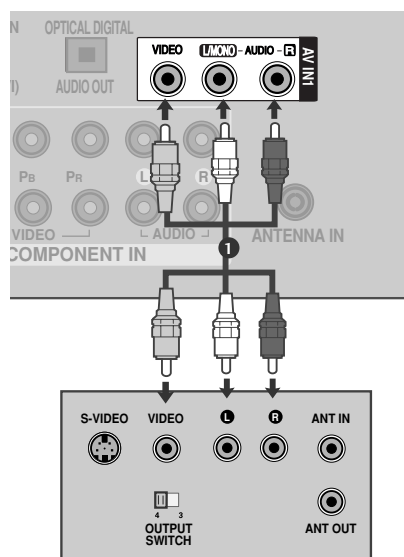 N OPTICAL DIGITAL
I) AUDIO OUT
VIDEO L/MONO - AUDIO - R
AV IN1
PB PR L R
VIDEO AUDIO
ANTENNA IN
COMPONENT IN
1
S-VIDEO VIDEO L R ANT IN
4 3
OUTPUT
SWITCH
ANT OUT